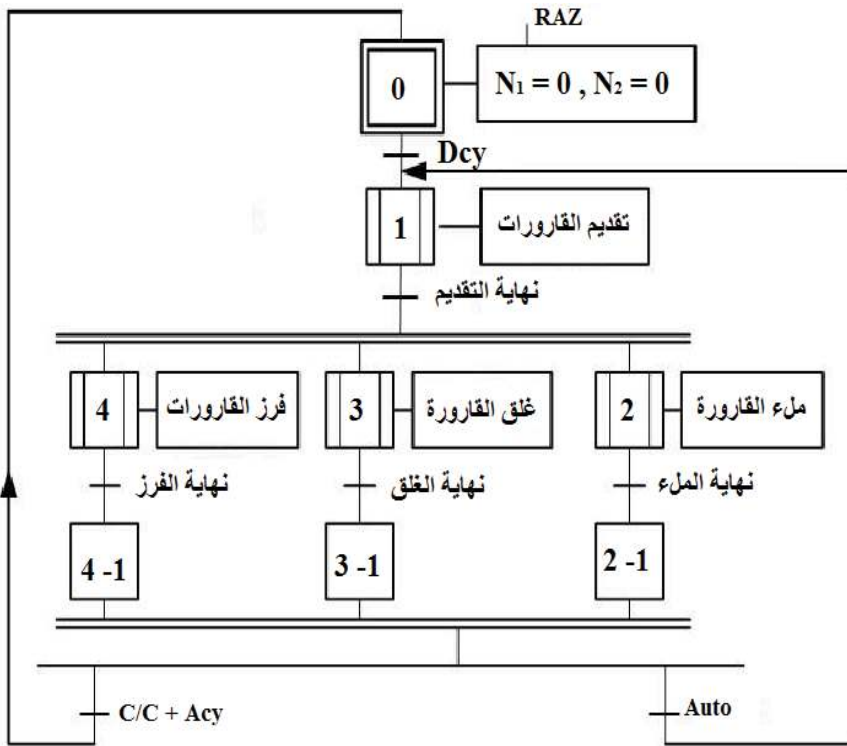 RAZ
0
N₁ = 0 , N₂ = 0
Dcy
1
تقديم القارورات
نهاية التقديم
4
فرز القارورات
3
غلق القارورة
2
ملء القارورة
نهاية الفرز
نهاية الغلق
نهاية الملء
4 -1
3 -1
2 -1
C/C + Acy
Auto